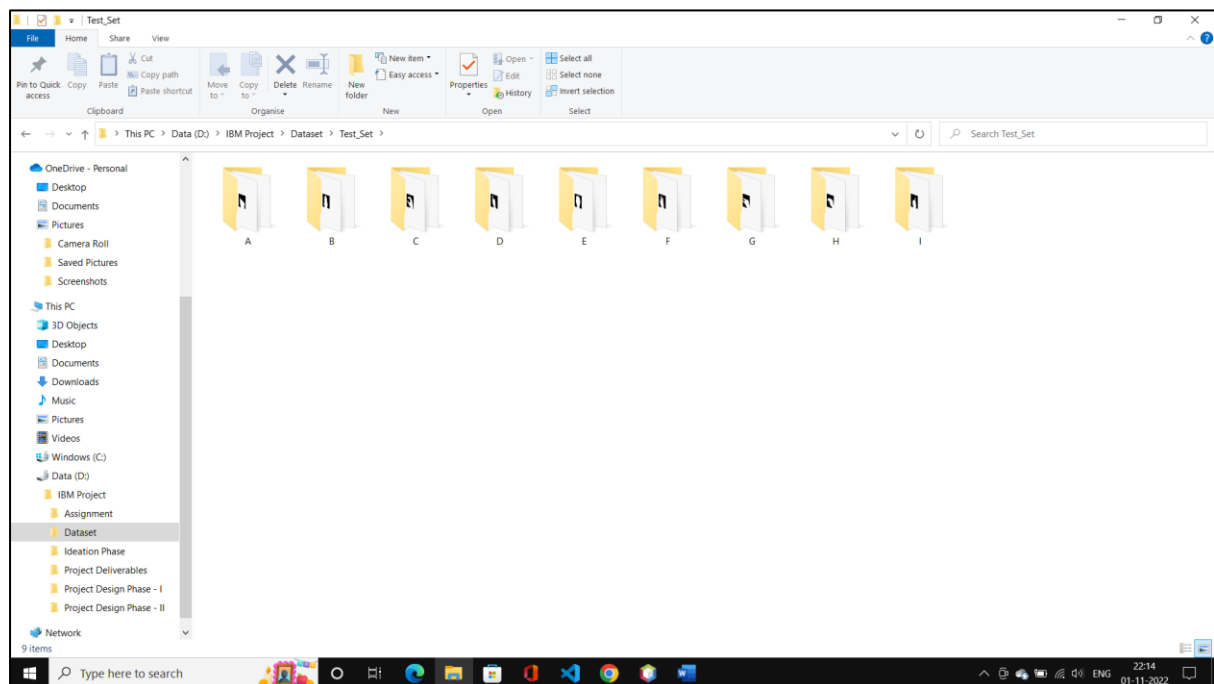 Test_Set
File Home Share View
Pin to Quick access
Copy
Paste
Cut
Copy path
Paste shortcut
Clipboard
Move to
Copy to
Delete
Rename
Organise
New folder
New item
Easy access
New
Properties
Open
Edit
History
Open
Select all
Select none
Invert selection
Select
This PC > Data (D:) > IBM Project > Dataset > Test_Set >
Search Test_Set
OneDrive - Personal
Desktop
Documents
Pictures
Camera Roll
Saved Pictures
Screenshots
This PC
3D Objects
Desktop
Documents
Downloads
Music
Pictures
Videos
Windows (C:)
Data (D:)
IBM Project
Assignment
Dataset
Ideation Phase
Project Deliverables
Project Design Phase - I
Project Design Phase - II
Network
A B C D E F G H I
9 items
Type here to search
ENG
22:14
01-11-2022